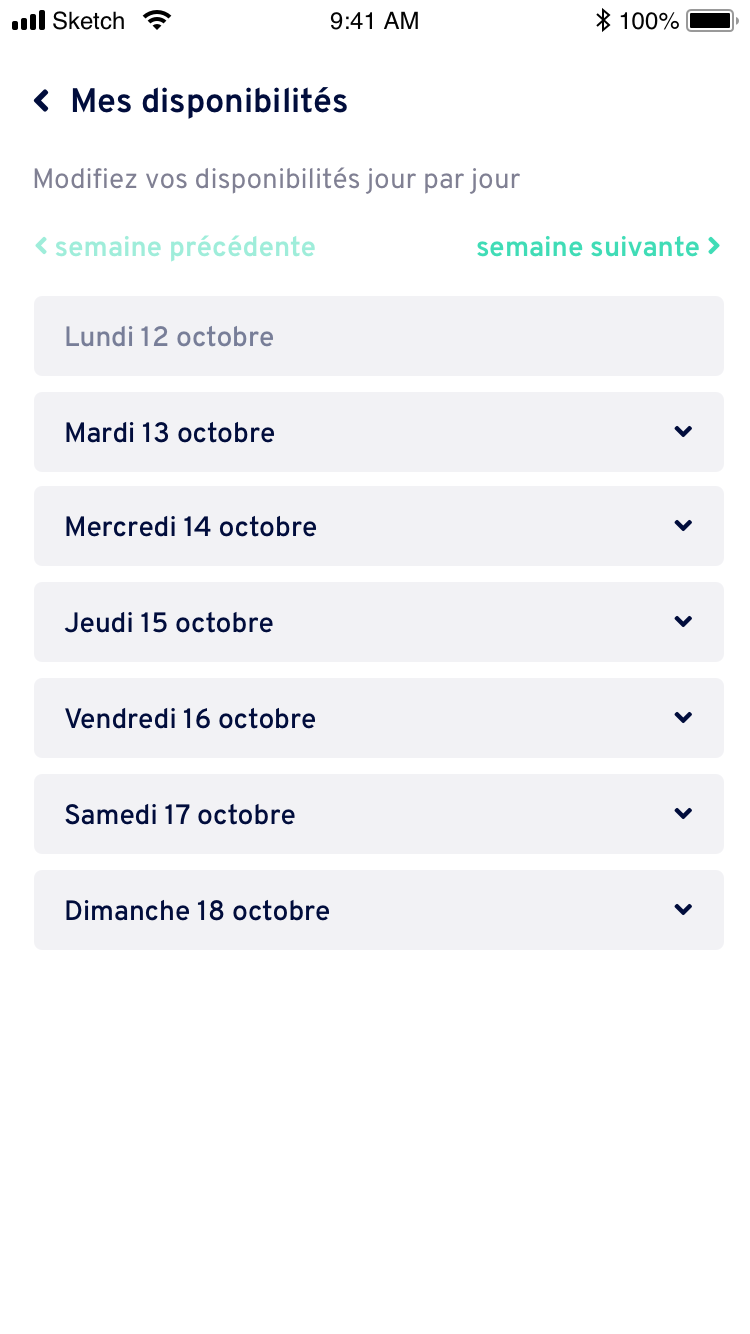 Sketch 9:41 AM 100%
Mes disponibilités
Modifiez vos disponibilités jour par jour
semaine précédente semaine suivante
Lundi 12 octobre
Mardi 13 octobre
Mercredi 14 octobre
Jeudi 15 octobre
Vendredi 16 octobre
Samedi 17 octobre
Dimanche 18 octobre